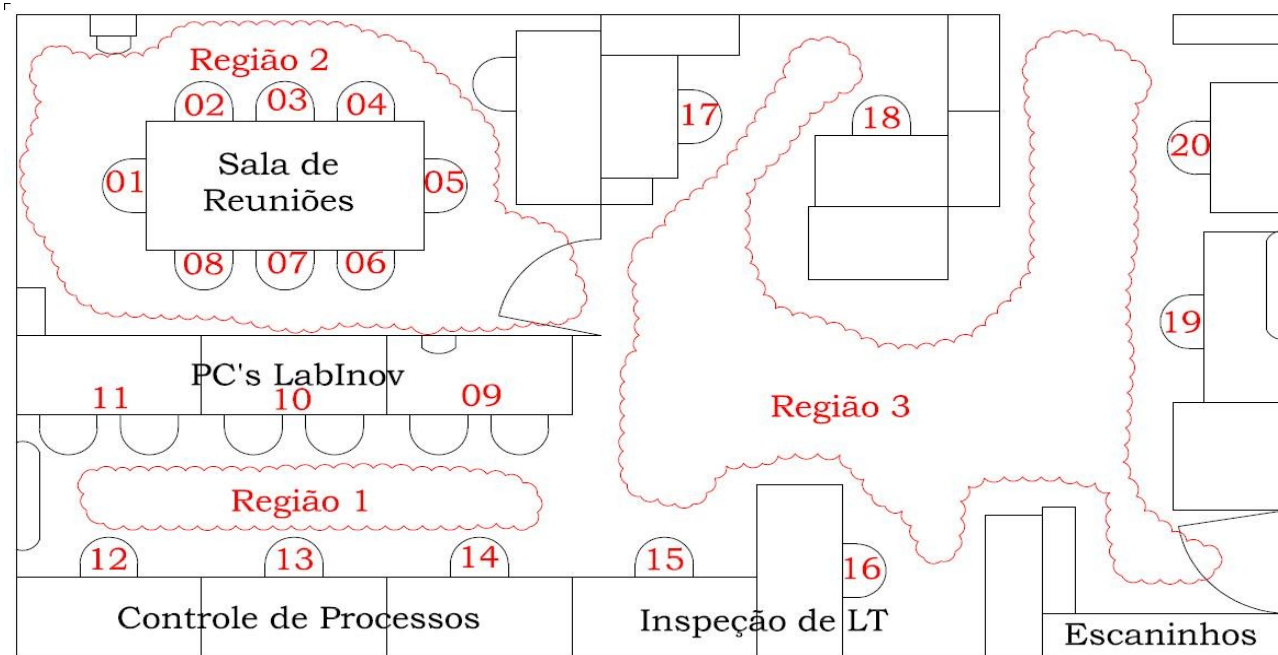 Região 2
02 03 04
17
18
20
01
Sala de
Reuniões
05
08 07 06
19
PC's LabInov
11 10 09
Região 3
Região 1
12 13 14 15 16
Controle de Processos
Inspeção de LT
Escaninhos